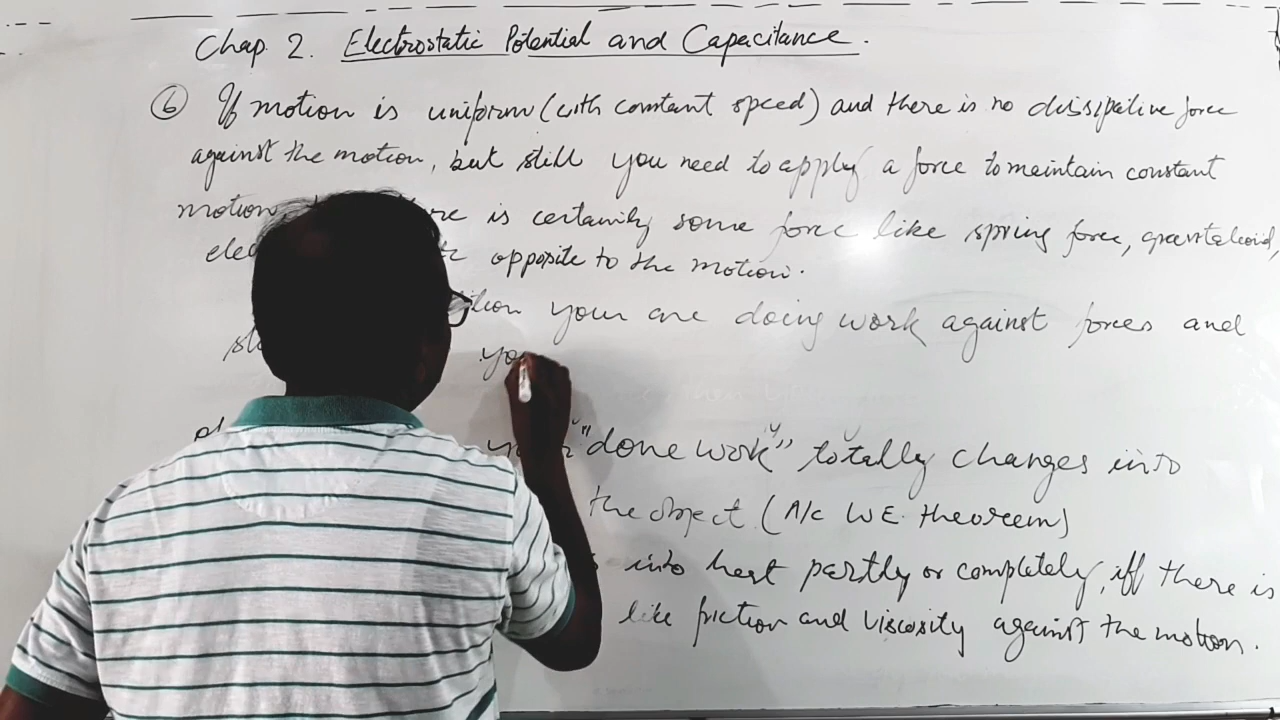 Chap. 2. Electrostatic Potential and Capacitance.
⑥ If motion is uniform (with constant speed) and there is no dissipative force
against the motion, but still you need to apply a force to maintain constant
motion, is certainly some force like spring force, gravitational,
opposite to the motion.
your are doing work against forces and
"done work" totally changes into
the object (A/c W.E. theorem)
into heat partly or completely, iff there is
like friction and viscosity against the motion.